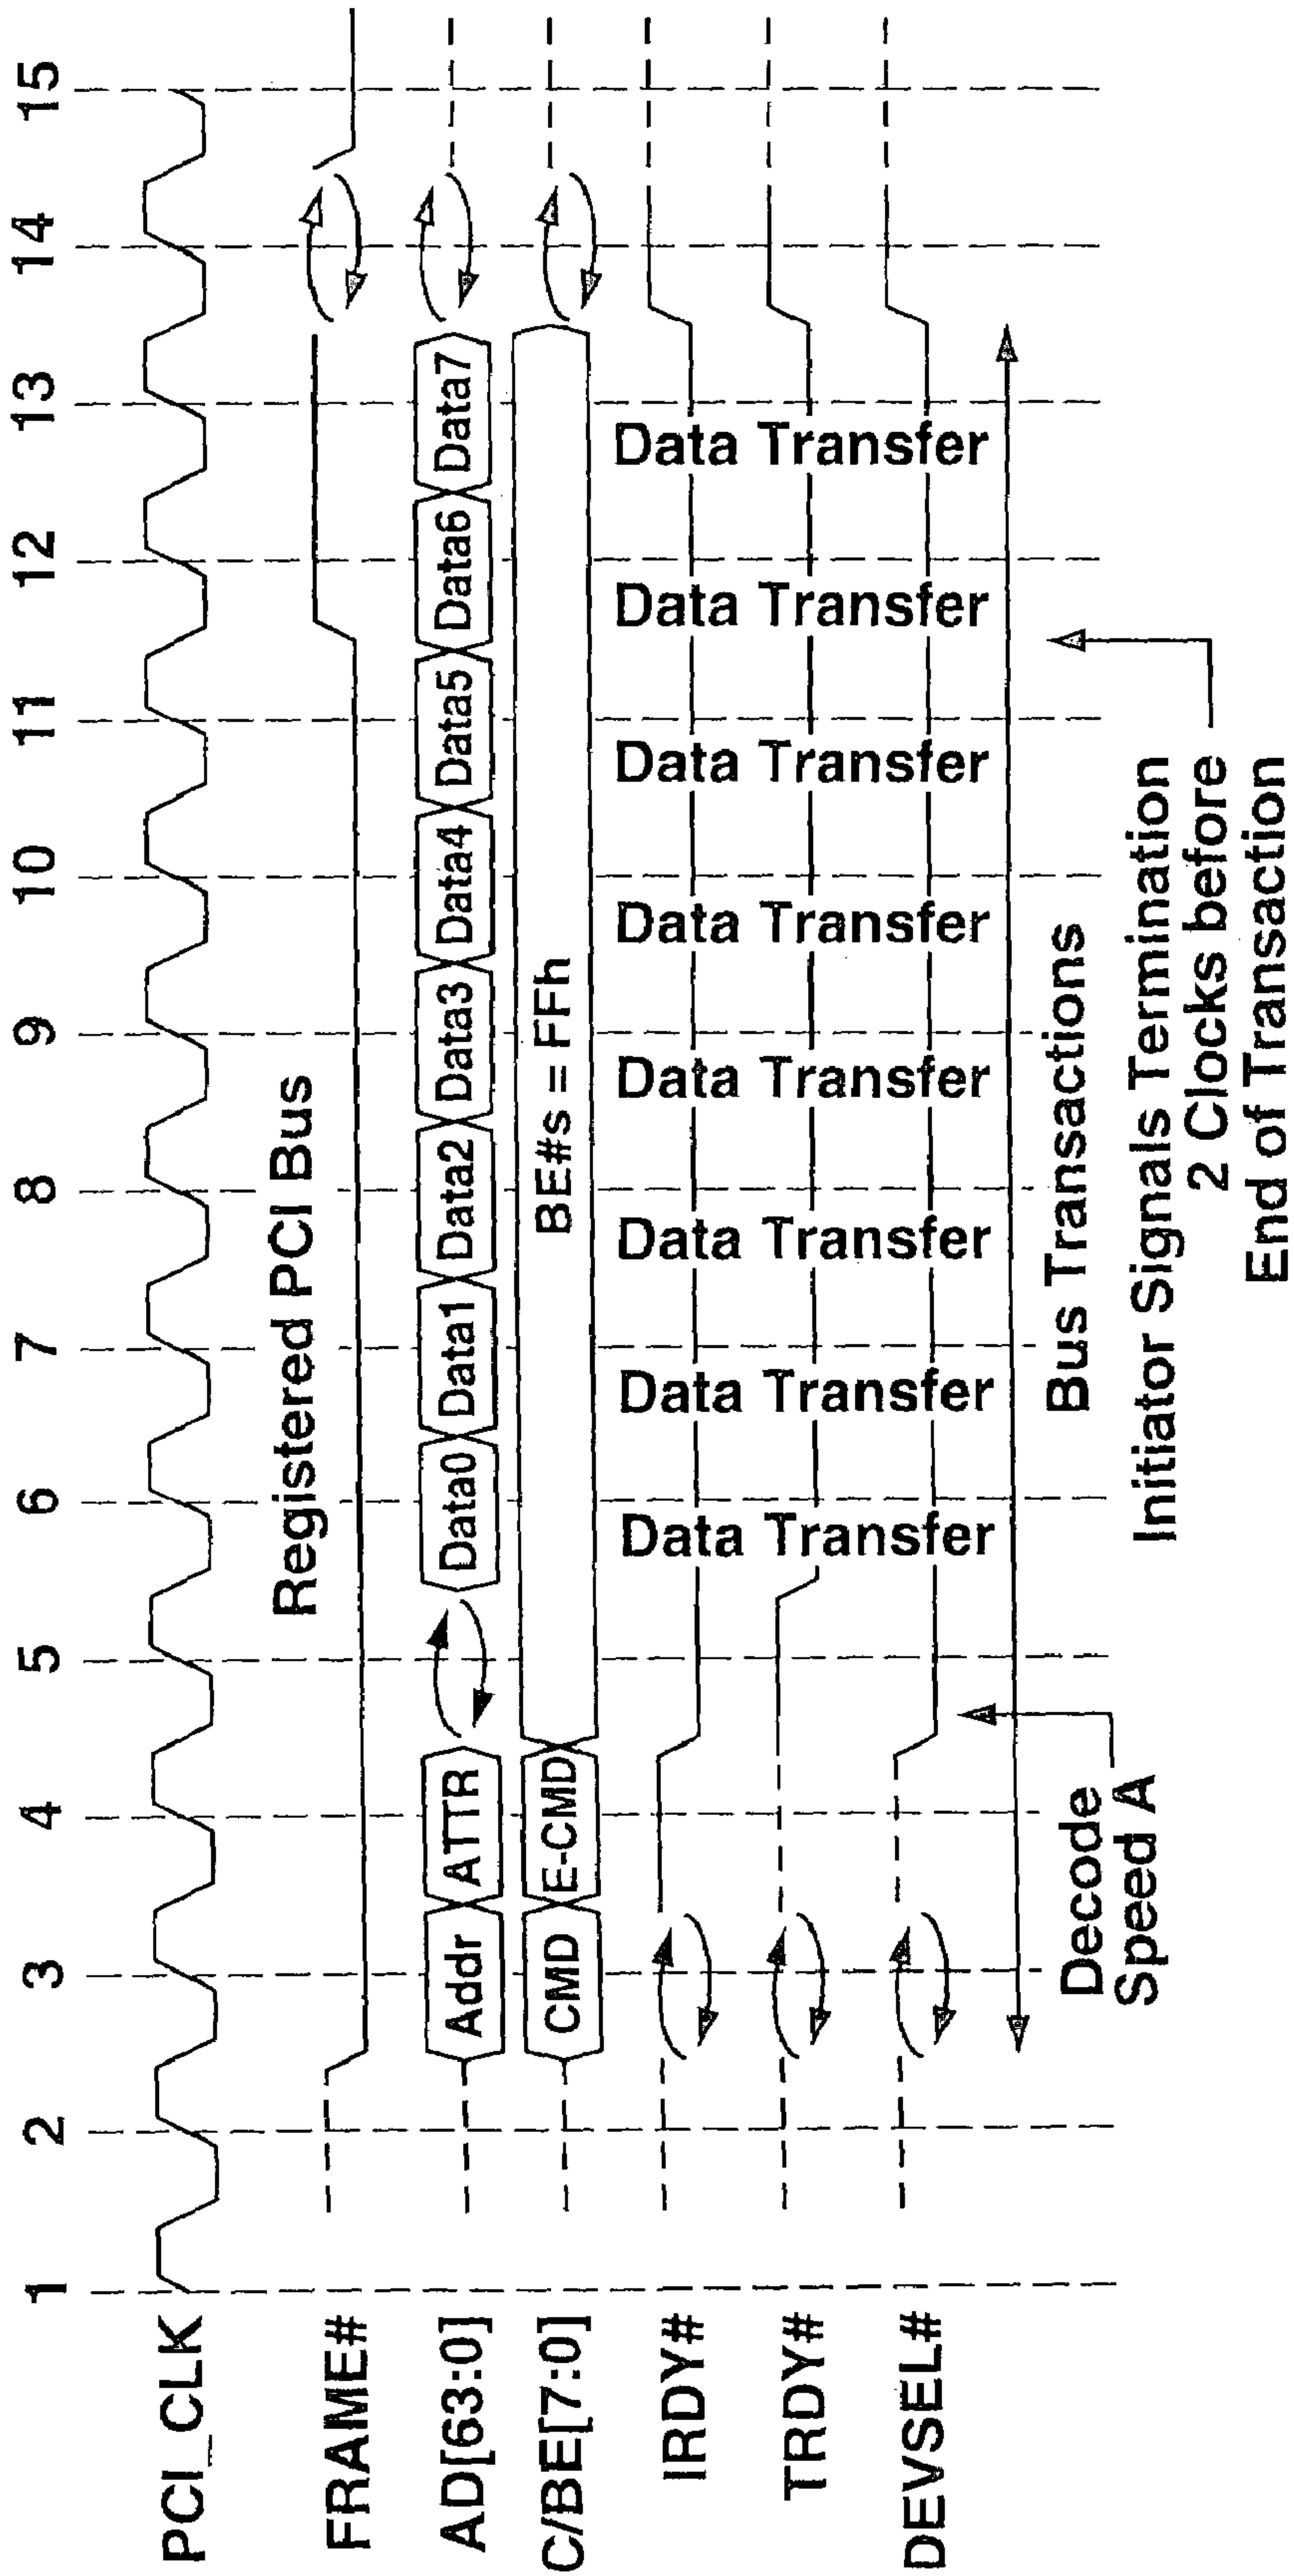 1 2 3 4 5 6 7 8 9 10 11 12 13 14 15
PCI_CLK
Registered PCI Bus
FRAME#
AD[63:0] Addr ATTR Data0 Data1 Data2 Data3 Data4 Data5 Data6 Data7
C/BE[7:0] CMD E-CMD BE#s = FFh
IRDY#
TRDY#
DEVSEL#
Data Transfer Data Transfer Data Transfer Data Transfer Data Transfer Data Transfer Data Transfer Data Transfer
Bus Transactions
Decode
Speed A
Initiator Signals Termination
2 Clocks before
End of Transaction